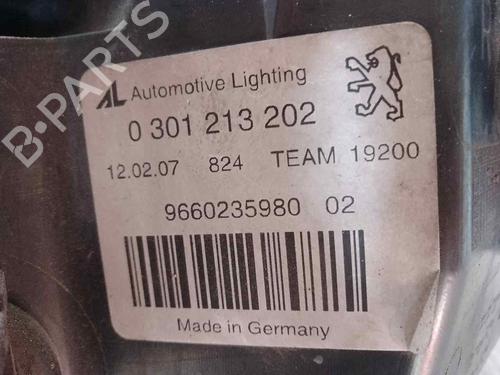 B-PARTS
AL Automotive Lighting
0 301 213 202
12.02.07 824 TEAM 19200
9660235980 02
Made in Germany